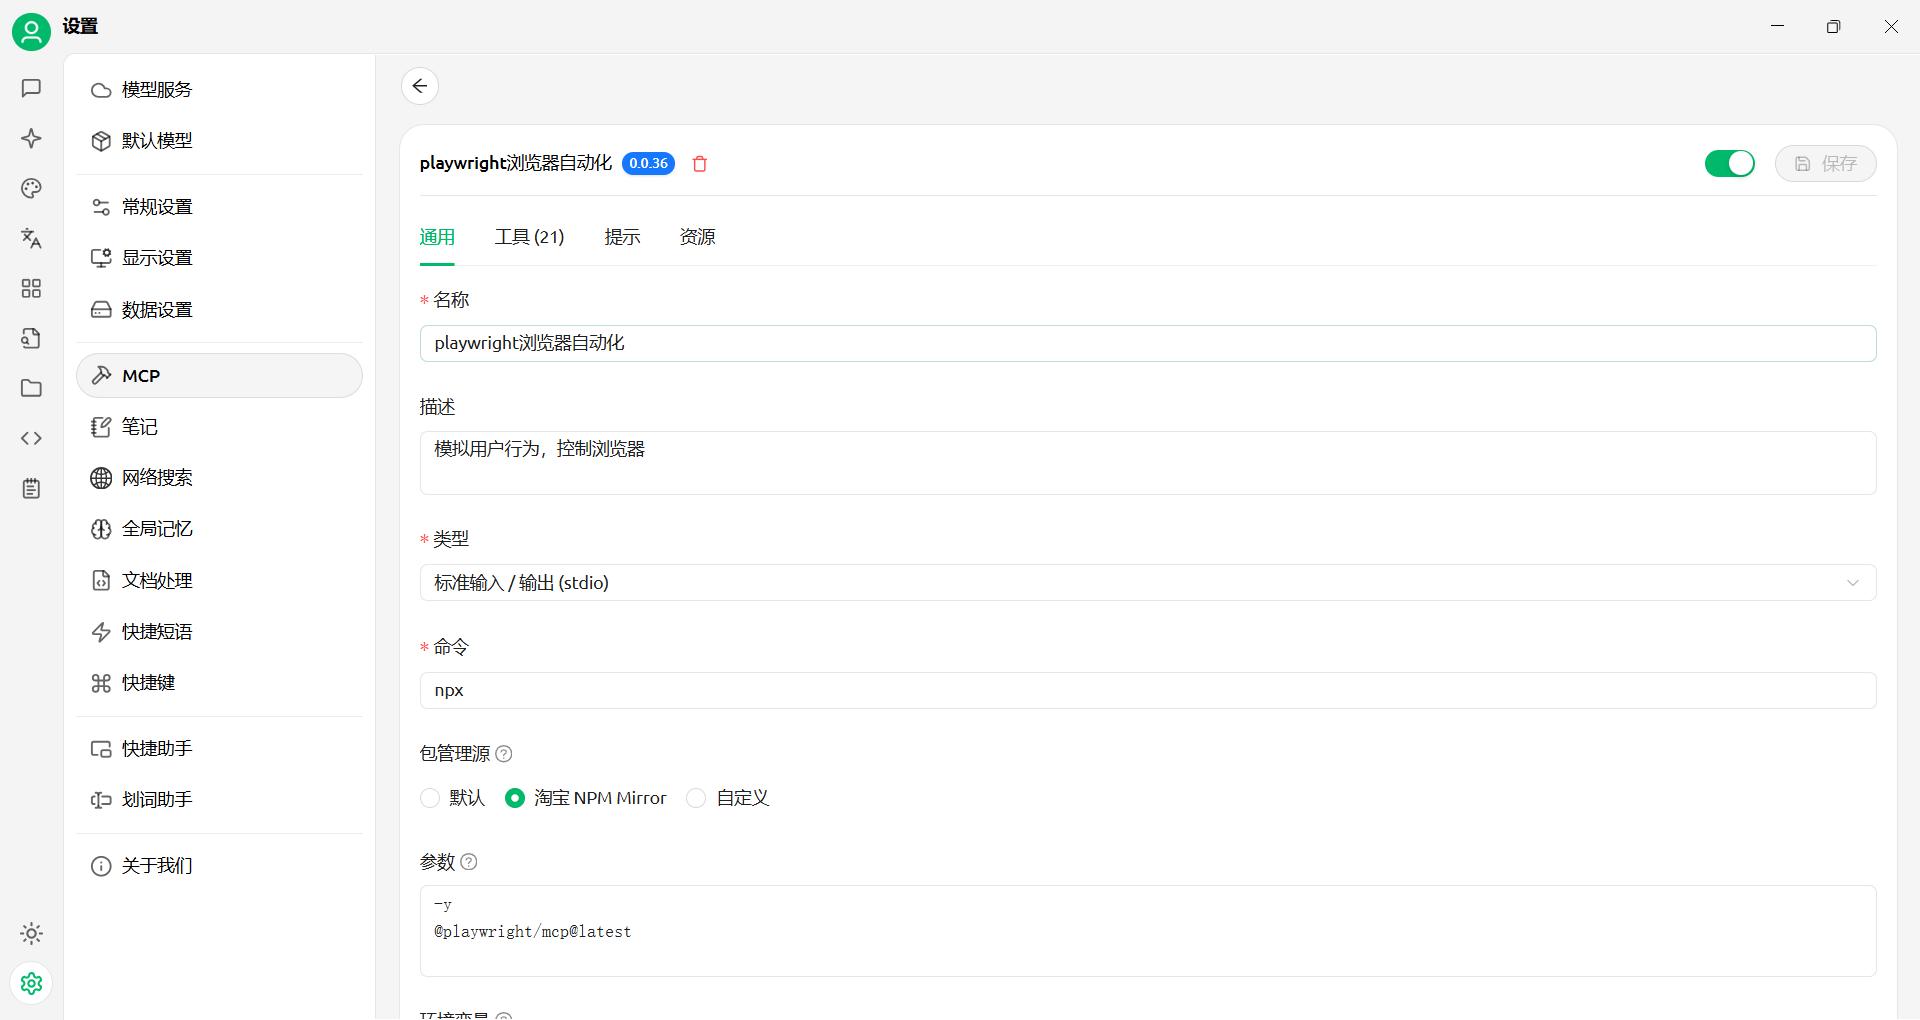 设置
模型服务
默认模型
常规设置
显示设置
数据设置
MCP
笔记
网络搜索
全局记忆
文档处理
快捷短语
快捷键
快捷助手
划词助手
关于我们
playwright浏览器自动化 0.0.36
保存
通用 工具 (21) 提示 资源
* 名称
playwright浏览器自动化
描述
模拟用户行为，控制浏览器
* 类型
标准输入 / 输出 (stdio)
* 命令
npx
包管理源
默认 淘宝 NPM Mirror 自定义
参数
-y
@playwright/mcp@latest
环境变量